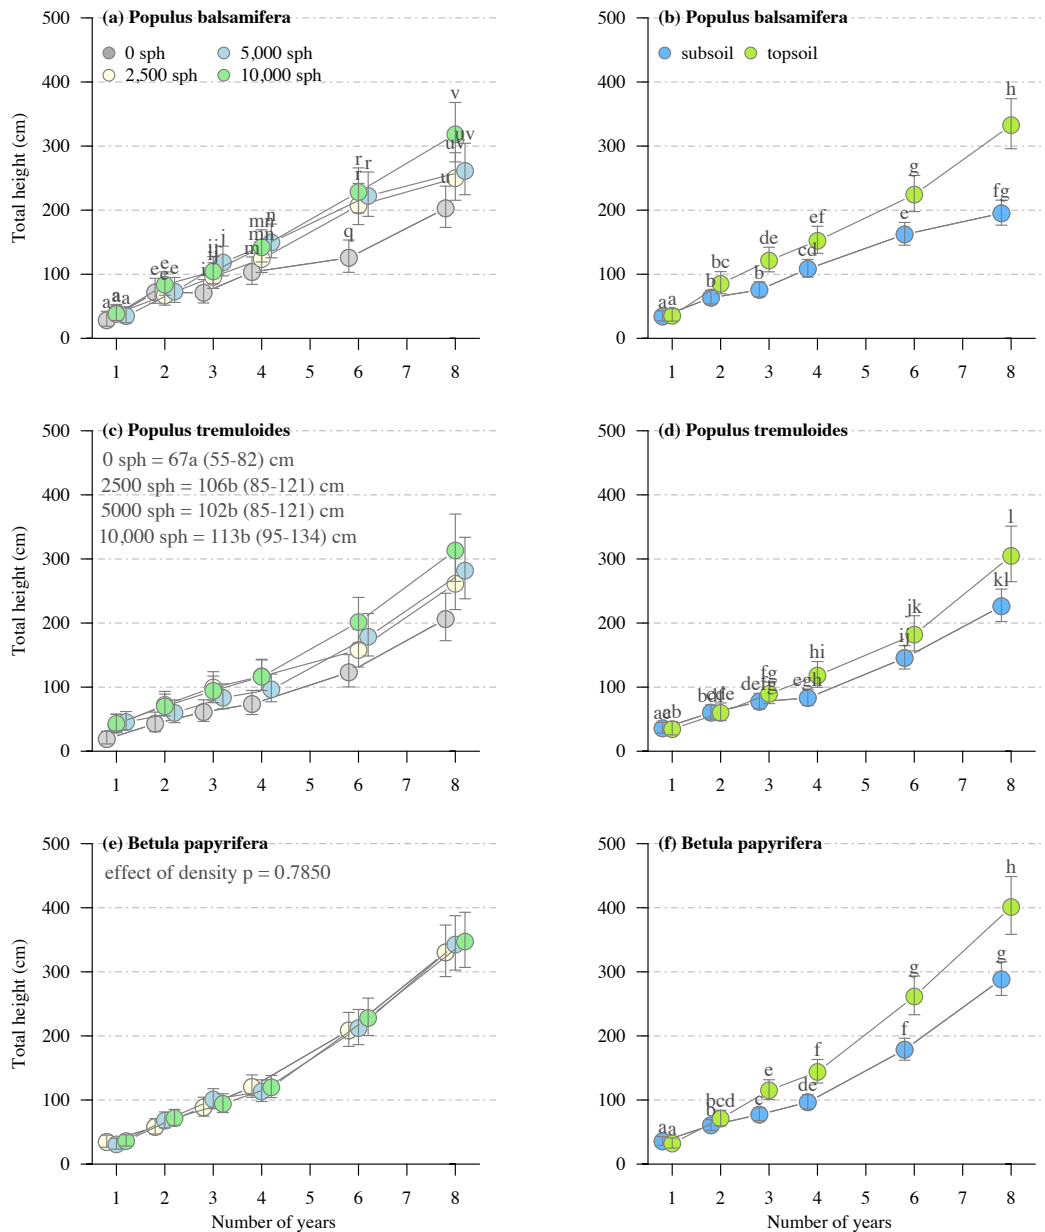 (a) Populus balsamifera
0 sph
5,000 sph
2,500 sph
10,000 sph
Total height (cm)
500
400
300
200
100
0
a a a a
e e e e
j
ij
m mn mn n
q r r r
u uv uv v
1 2 3 4 5 6 7 8
(b) Populus balsamifera
subsoil
topsoil
500
400
300
200
100
0
a a b bc b de cd ef e g fg h
1 2 3 4 5 6 7 8
(c) Populus tremuloides
0 sph = 67a (55-82) cm
2500 sph = 106b (85-121) cm
5000 sph = 102b (85-121) cm
10,000 sph = 113b (95-134) cm
Total height (cm)
500
400
300
200
100
0
1 2 3 4 5 6 7 8
(d) Populus tremuloides
500
400
300
200
100
0
ab
fg
egh hi ij jk kl l
1 2 3 4 5 6 7 8
(e) Betula papyrifera
effect of density p = 0.7850
Total height (cm)
500
400
300
200
100
0
1 2 3 4 5 6 7 8
Number of years
(f) Betula papyrifera
500
400
300
200
100
0
a a b bcd c e de f f g g h
1 2 3 4 5 6 7 8
Number of years